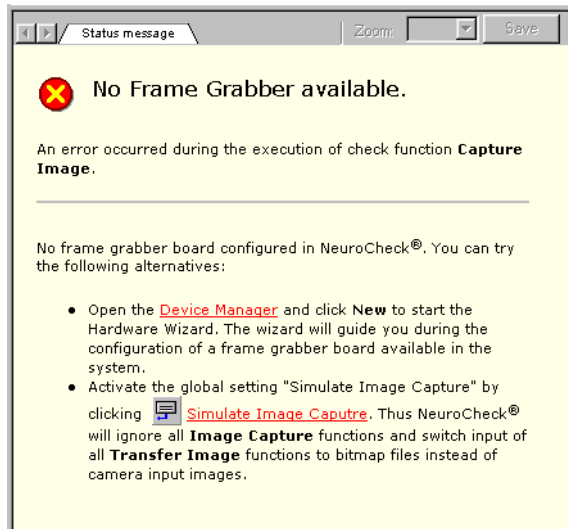 Status message
Zoom:
Save
No Frame Grabber available.
An error occurred during the execution of check function Capture
Image.
No frame grabber board configured in NeuroCheck®. You can try
the following alternatives:
• Open the Device Manager and click New to start the
Hardware Wizard. The wizard will guide you during the
configuration of a frame grabber board available in the
system.
• Activate the global setting "Simulate Image Capture" by
clicking Simulate Image Caputre. Thus NeuroCheck®
will ignore all Image Capture functions and switch input of
all Transfer Image functions to bitmap files instead of
camera input images.